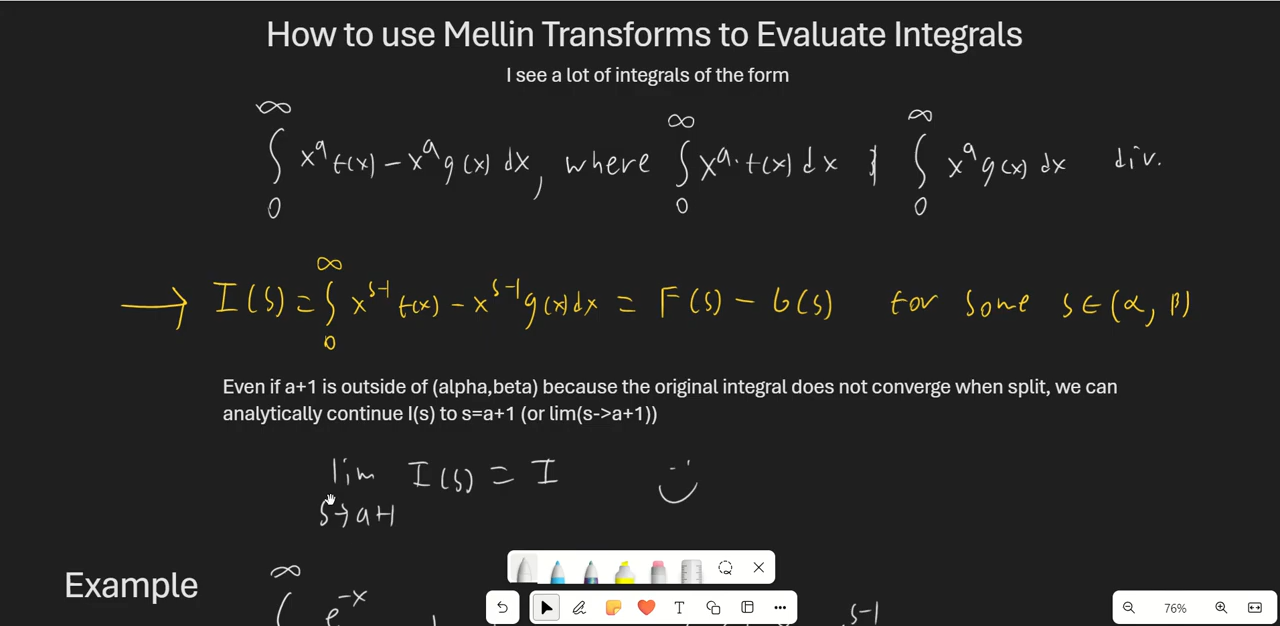 How to use Mellin Transforms to Evaluate Integrals
I see a lot of integrals of the form
∫₀^∞ x^a f(x) − x^a g(x) dx, where ∫₀^∞ x^a · f(x) dx & ∫₀^∞ x^a g(x) dx div.
→ I(s) = ∫₀^∞ x^{s-1} f(x) − x^{s-1} g(x) dx = F(s) − G(s) for some s ∈ (α, β)
Even if a+1 is outside of (alpha,beta) because the original integral does not converge when split, we can
analytically continue I(s) to s=a+1 (or lim(s->a+1))
lim I(s) = I
s→a+1
Example
∫ ^∞ e^{-x}
s-1
76%